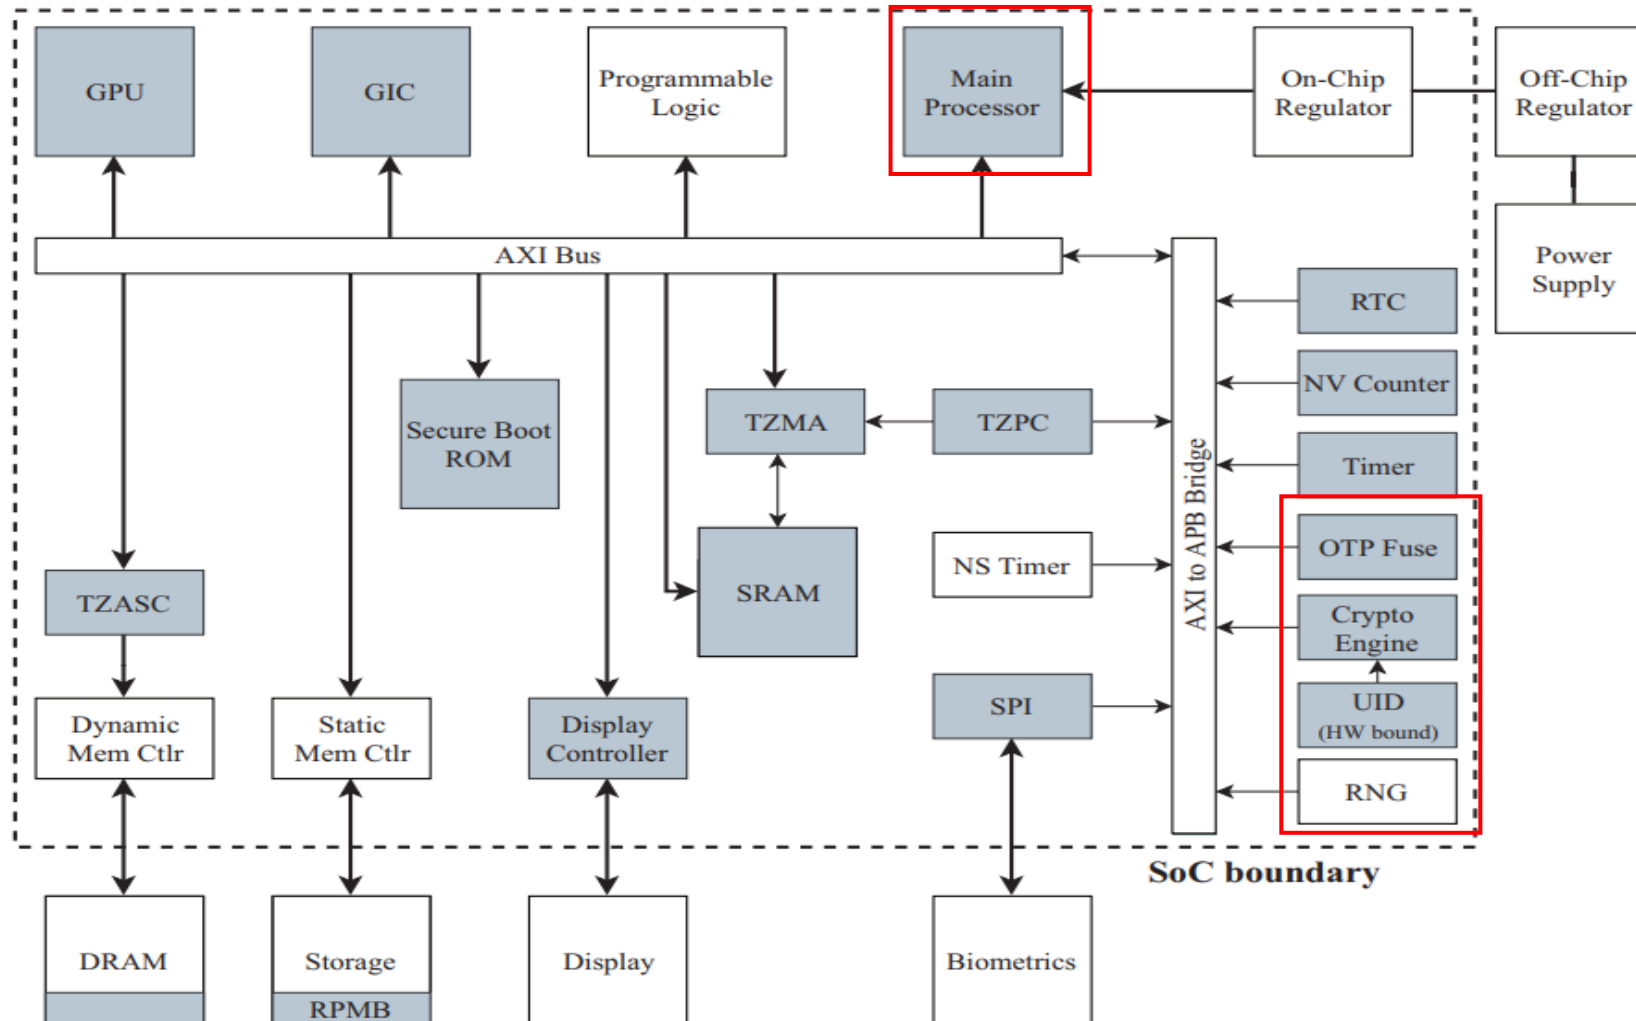 GPU
GIC
Programmable
Logic
Main
Processor
On-Chip
Regulator
Off-Chip
Regulator
AXI Bus
Power
Supply
RTC
NV Counter
Secure Boot
ROM
TZMA
TZPC
Timer
AXI to APB Bridge
OTP Fuse
NS Timer
SRAM
TZASC
Crypto
Engine
UID
(HW bound)
SPI
Dynamic
Mem Ctlr
Static
Mem Ctlr
Display
Controller
RNG
SoC boundary
DRAM
Storage
Display
Biometrics
RPMB